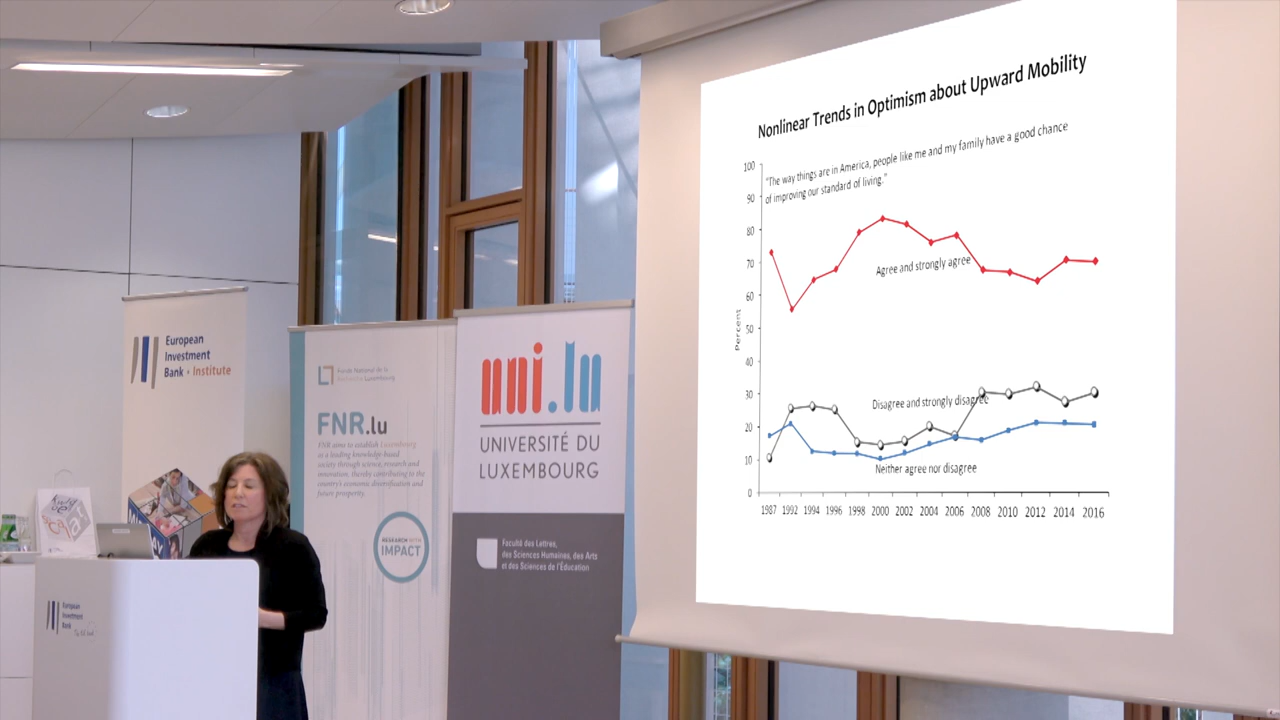 Nonlinear Trends in Optimism about Upward Mobility
"The way things are in America, people like me and my family have a good chance
of improving our standard of living."
Percent
100
90
80
70
60
50
40
30
20
10
0
Agree and strongly agree
Disagree and strongly disagree
Neither agree nor disagree
1987 1992 1994 1996 1998 2000 2002 2004 2006 2008 2010 2012 2014 2016
European
Investment
Bank • Institute
Fonds National de la
Recherche Luxembourg
FNR.lu
FNR aims to establish Luxembourg
as a leading knowledge-based
society through science, research and
innovation, thereby contributing to the
country's economic diversification and
future prosperity.
RESEARCH WITH
IMPACT
uni.lu
UNIVERSITÉ DU
LUXEMBOURG
Faculté des Lettres,
des Sciences Humaines, des Arts
et des Sciences de l'Éducation
European
Investment
Bank